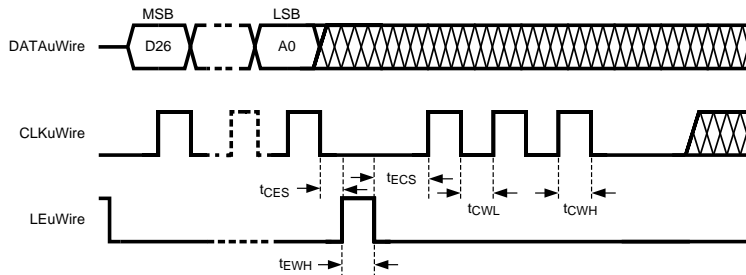 MSB
LSB
DATAuWire
D26
A0
CLKuWire
tCES
tECS
tCWL
tCWH
LEuWire
tEWH